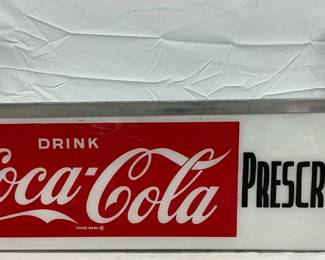 DRINK
Coca-Cola
TRADE-MARK ®
PRESCR